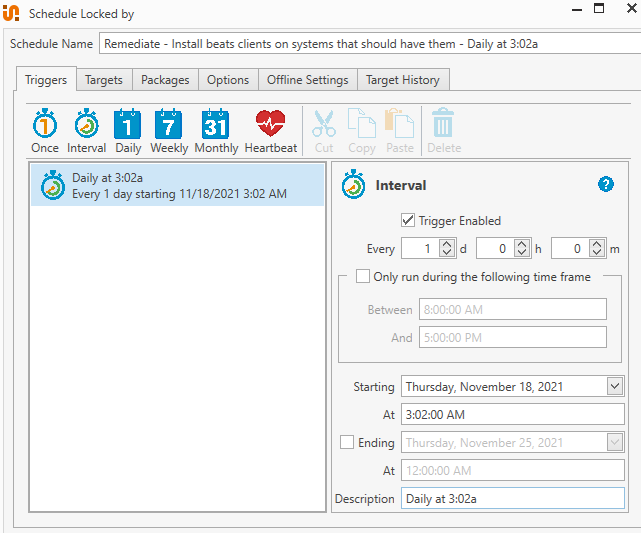 Schedule Locked by
Schedule Name Remediate - Install beats clients on systems that should have them - Daily at 3:02a
Triggers Targets Packages Options Offline Settings Target History
1 1 7 31
Once Interval Daily Weekly Monthly Heartbeat Cut Copy Paste Delete
Daily at 3:02a
Every 1 day starting 11/18/2021 3:02 AM
Interval ?
Trigger Enabled
Every 1 d 0 h 0 m
Only run during the following time frame
Between 8:00:00 AM
And 5:00:00 PM
Starting Thursday, November 18, 2021
At 3:02:00 AM
Ending Thursday, November 25, 2021
At 12:00:00 AM
Description Daily at 3:02a